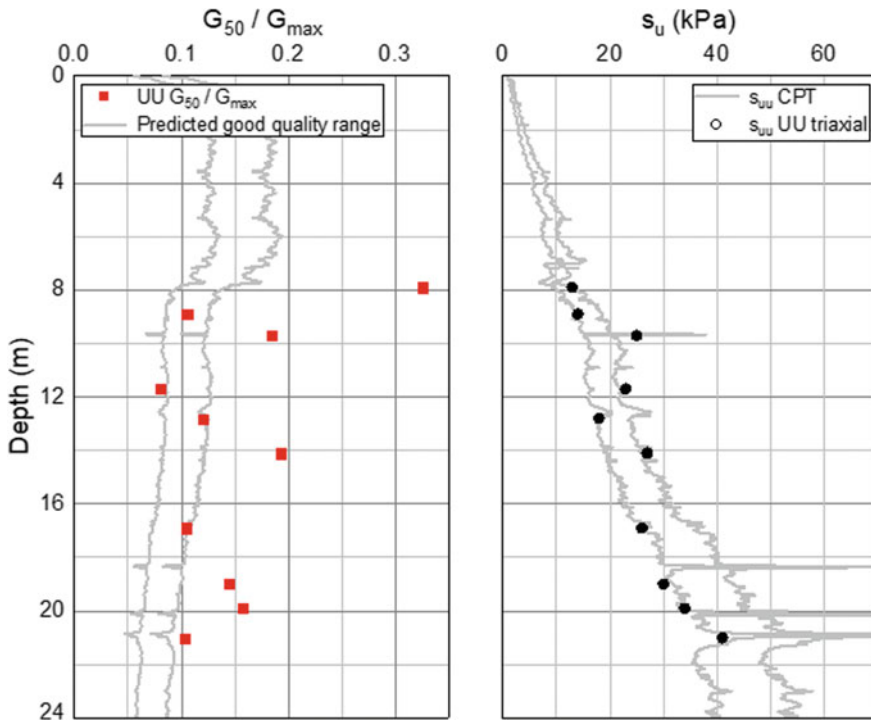 G50 / Gmax
0.0 0.1 0.2 0.3
UU G50 / Gmax
Predicted good quality range
Depth (m)
0
4
8
12
16
20
24
su (kPa)
0 20 40 60
suu CPT
suu UU triaxial